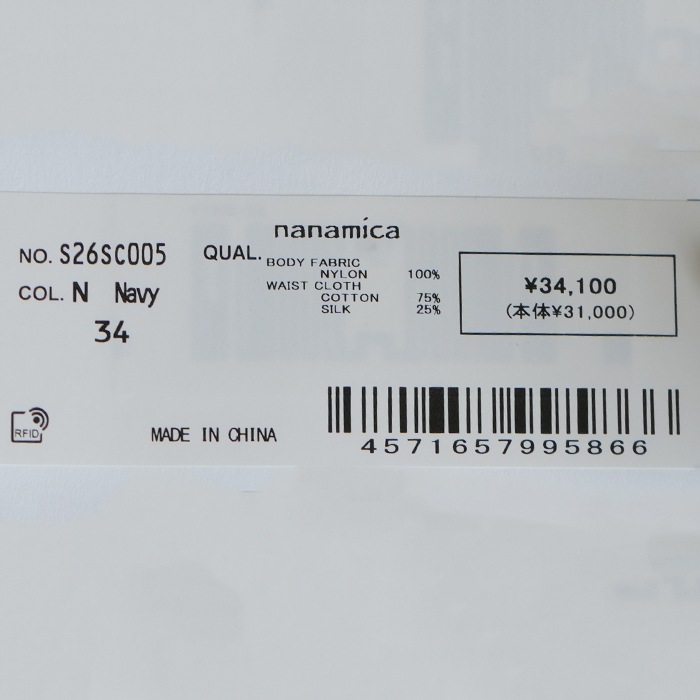 nanamica
NO. S26SC005
COL. N Navy
34
QUAL.
BODY FABRIC
NYLON 100%
WAIST CLOTH
COTTON 75%
SILK 25%
¥34,100
(本体¥31,000)
RFID
MADE IN CHINA
4571657995866